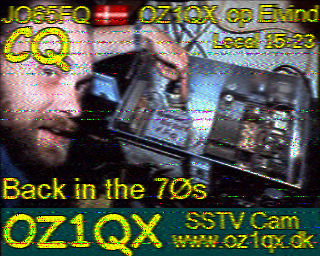 JO65FQ OZ1QX op Eivind
CQ
Local 15:23
Back in the 7Øs
OZ1QX SSTV Cam
www.oz1qx.dk